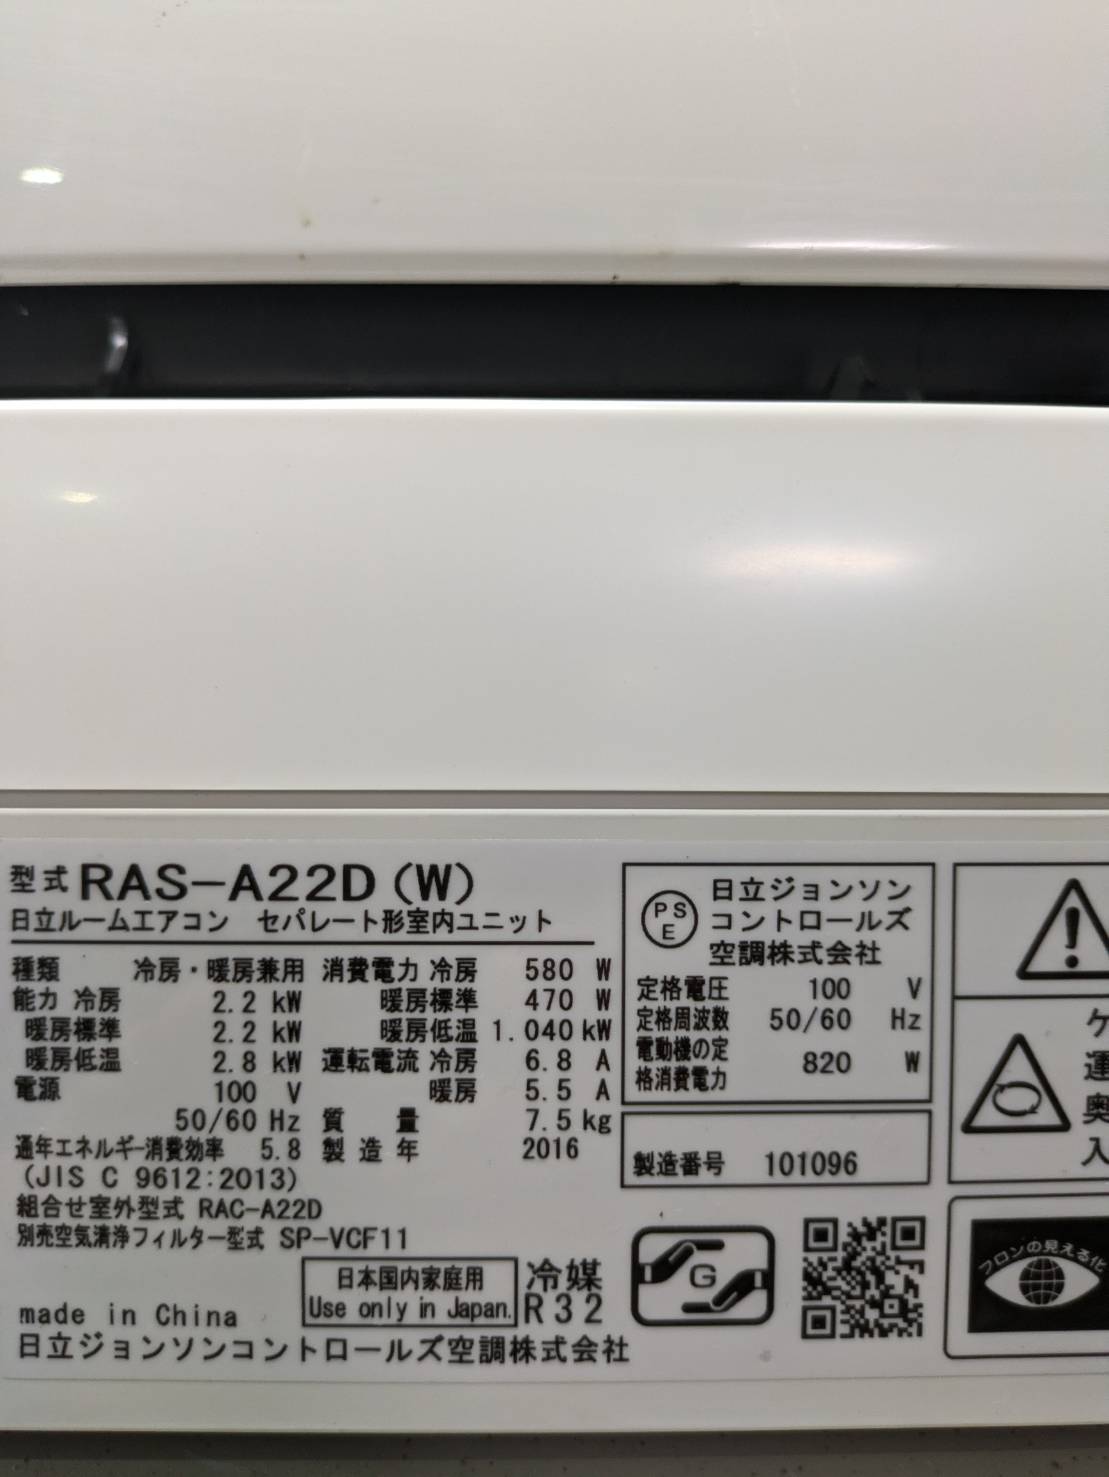 型式 RAS-A22D (W)
日立ルームエアコン セパレート形室内ユニット
種類 冷房・暖房兼用 消費電力 冷房 580 W
能力 冷房 2.2 kW 暖房標準 470 W
暖房標準 2.2 kW 暖房低温 1.040 kW
暖房低温 2.8 kW 運転電流 冷房 6.8 A
電源 100 V 暖房 5.5 A
50/60 Hz 質量 7.5 kg
通年エネルギー消費効率 5.8 製造年 2016
(JIS C 9612:2013)
組合せ室外型式 RAC-A22D
別売空気清浄フィルター型式 SP-VCF11
made in China
日本国内家庭用
Use only in Japan.
冷媒
R32
日立ジョンソンコントロールズ空調株式会社
PS
E
日立ジョンソン
コントロールズ
空調株式会社
定格電圧 100 V
定格周波数 50/60 Hz
電動機の定
格消費電力 820 W
製造番号 101096
G
ケ
運
奥
入
フロンの見える化